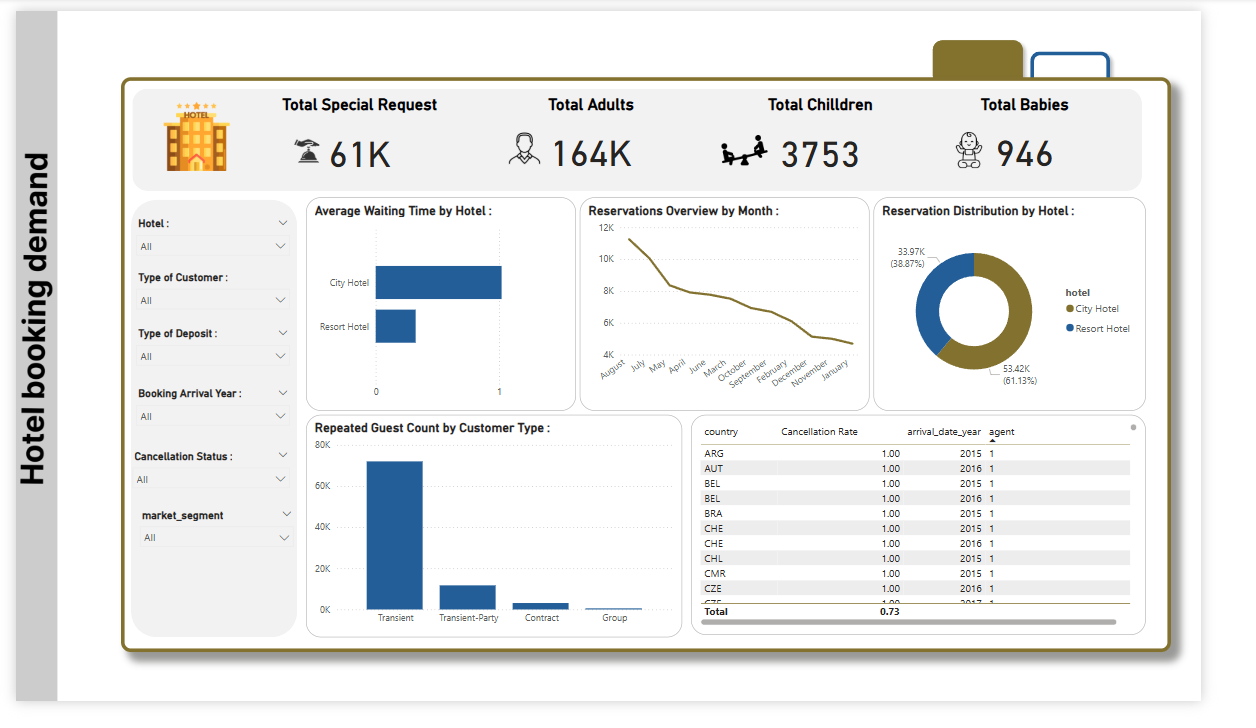 Hotel booking demand
HOTEL
Total Special Request
61K
Total Adults
164K
Total Chilldren
3753
Total Babies
946
Hotel :
All
Type of Customer :
All
Type of Deposit :
All
Booking Arrival Year :
All
Cancellation Status :
All
market_segment
All
Average Waiting Time by Hotel :
City Hotel
Resort Hotel
0 1
Reservations Overview by Month :
12K
10K
8K
6K
4K
August July May April June March October September February December November January
Reservation Distribution by Hotel :
33.97K
(38.87%)
53.42K
(61.13%)
hotel
City Hotel
Resort Hotel
Repeated Guest Count by Customer Type :
80K
60K
40K
20K
0K
Transient Transient-Party Contract Group
country Cancellation Rate arrival_date_year agent
ARG 1.00 2015 1
AUT 1.00 2016 1
BEL 1.00 2015 1
BEL 1.00 2016 1
BRA 1.00 2015 1
CHE 1.00 2015 1
CHE 1.00 2016 1
CHL 1.00 2015 1
CMR 1.00 2015 1
CZE 1.00 2016 1
CZE 1.00 2017 1
Total 0.73